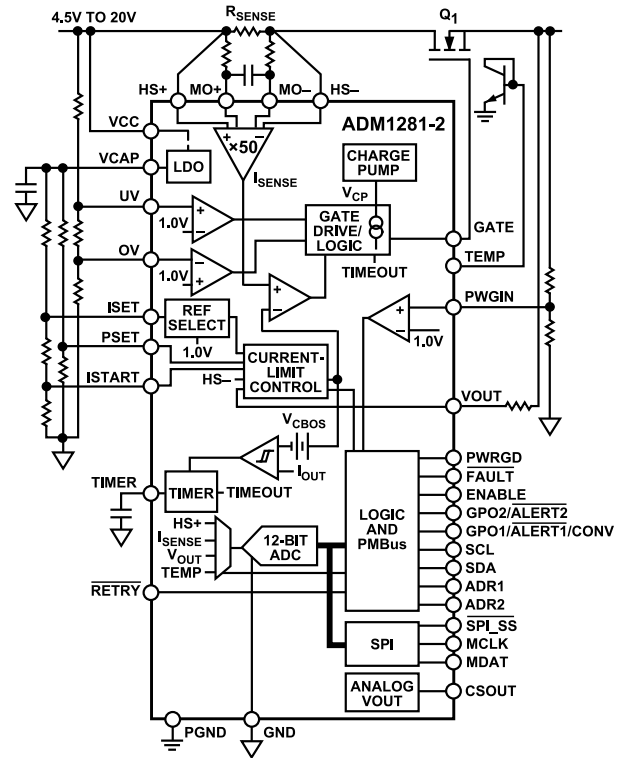 4.5V TO 20V
RSENSE
Q1
HS+
MO+
MO–
HS–
ADM1281-2
VCC
LDO
+ –
×50
CHARGE
PUMP
VCAP
ISENSE
VCP
UV
+
1.0V
–
GATE
DRIVE/
LOGIC
GATE
TIMEOUT
TEMP
OV
–
1.0V
+
+
–
PWGIN
+
–
1.0V
ISET
REF
SELECT
1.0V
PSET
CURRENT-
LIMIT
CONTROL
HS–
ISTART
VOUT
VCBOS
IOUT
TIMER
TIMER
TIMEOUT
LOGIC
AND
PMBus
PWRGD
FAULT
ENABLE
GPO2/ALERT2
GPO1/ALERT1/CONV
SCL
SDA
ADR1
ADR2
HS+
ISENSE
VOUT
TEMP
12-BIT
ADC
RETRY
SPI
SPI_SS
MCLK
MDAT
ANALOG
VOUT
CSOUT
PGND
GND